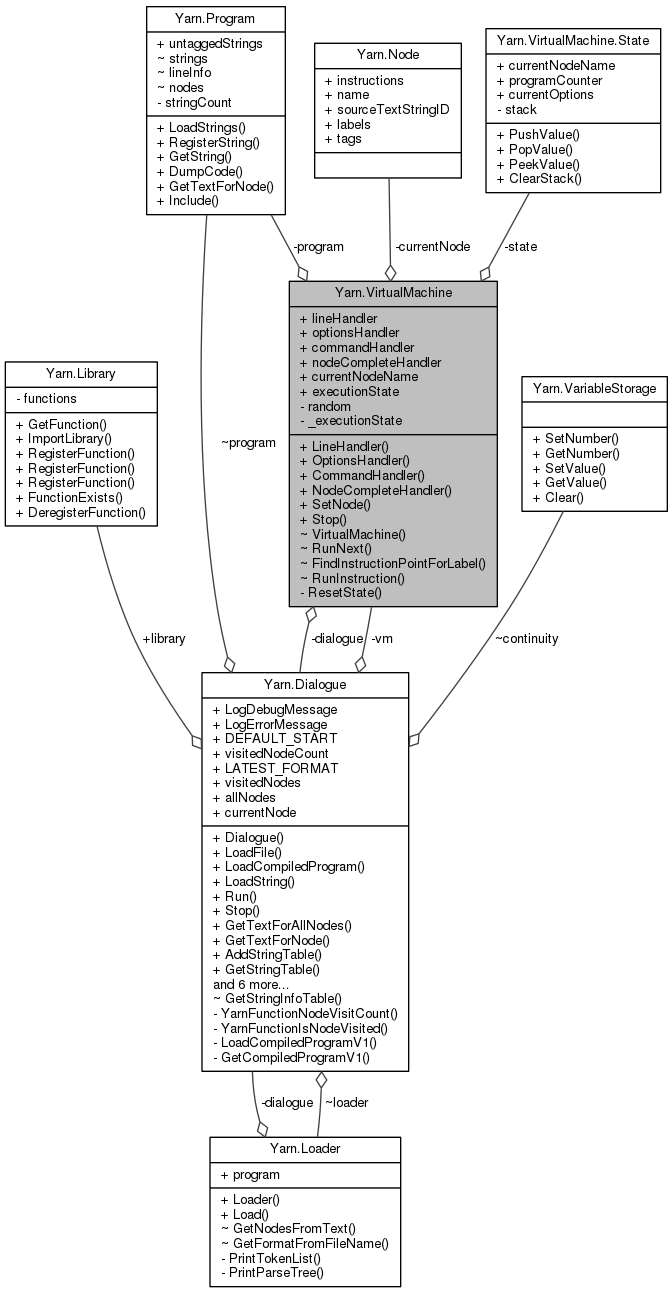 Yarn.Program
+ untaggedStrings
~ strings
~ lineInfo
~ nodes
- stringCount
+ LoadStrings()
+ RegisterString()
+ GetString()
+ DumpCode()
+ GetTextForNode()
+ Include()
Yarn.Node
+ instructions
+ name
+ sourceTextStringID
+ labels
+ tags
Yarn.VirtualMachine.State
+ currentNodeName
+ programCounter
+ currentOptions
- stack
+ PushValue()
+ PopValue()
+ PeekValue()
+ ClearStack()
-program
-currentNode
-state
Yarn.VirtualMachine
+ lineHandler
+ optionsHandler
+ commandHandler
+ nodeCompleteHandler
+ currentNodeName
+ executionState
- random
- _executionState
+ LineHandler()
+ OptionsHandler()
+ CommandHandler()
+ NodeCompleteHandler()
+ SetNode()
+ Stop()
~ VirtualMachine()
~ RunNext()
~ FindInstructionPointForLabel()
~ RunInstruction()
- ResetState()
Yarn.Library
- functions
+ GetFunction()
+ ImportLibrary()
+ RegisterFunction()
+ RegisterFunction()
+ RegisterFunction()
+ FunctionExists()
+ DeregisterFunction()
~program
Yarn.VariableStorage
+ SetNumber()
+ GetNumber()
+ SetValue()
+ GetValue()
+ Clear()
+library
-dialogue
-vm
~continuity
Yarn.Dialogue
+ LogDebugMessage
+ LogErrorMessage
+ DEFAULT_START
+ visitedNodeCount
+ LATEST_FORMAT
+ visitedNodes
+ allNodes
+ currentNode
+ Dialogue()
+ LoadFile()
+ LoadCompiledProgram()
+ LoadString()
+ Run()
+ Stop()
+ GetTextForAllNodes()
+ GetTextForNode()
+ AddStringTable()
+ GetStringTable()
and 6 more...
~ GetStringInfoTable()
- YarnFunctionNodeVisitCount()
- YarnFunctionIsNodeVisited()
- LoadCompiledProgramV1()
- GetCompiledProgramV1()
-dialogue
~loader
Yarn.Loader
+ program
+ Loader()
+ Load()
~ GetNodesFromText()
~ GetFormatFromFileName()
- PrintTokenList()
- PrintParseTree()